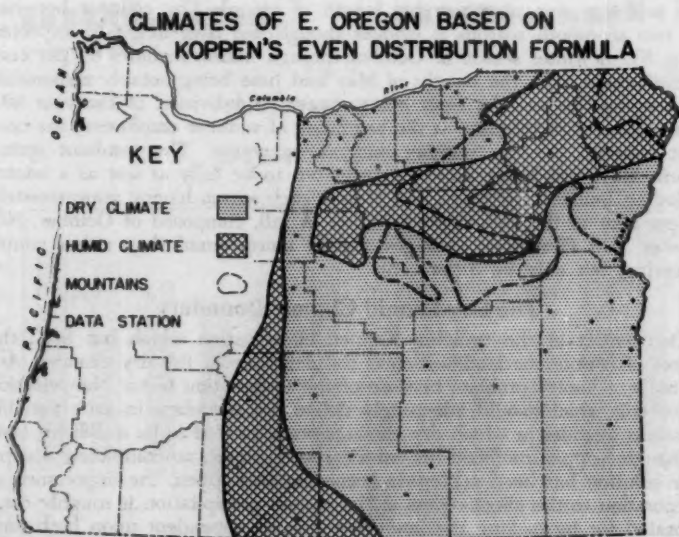 CLIMATES OF E. OREGON BASED ON
KOPPEN'S EVEN DISTRIBUTION FORMULA
OCEAN
Columbia
River
KEY
DRY CLIMATE
HUMID CLIMATE
MOUNTAINS
DATA STATION
PACIFIC